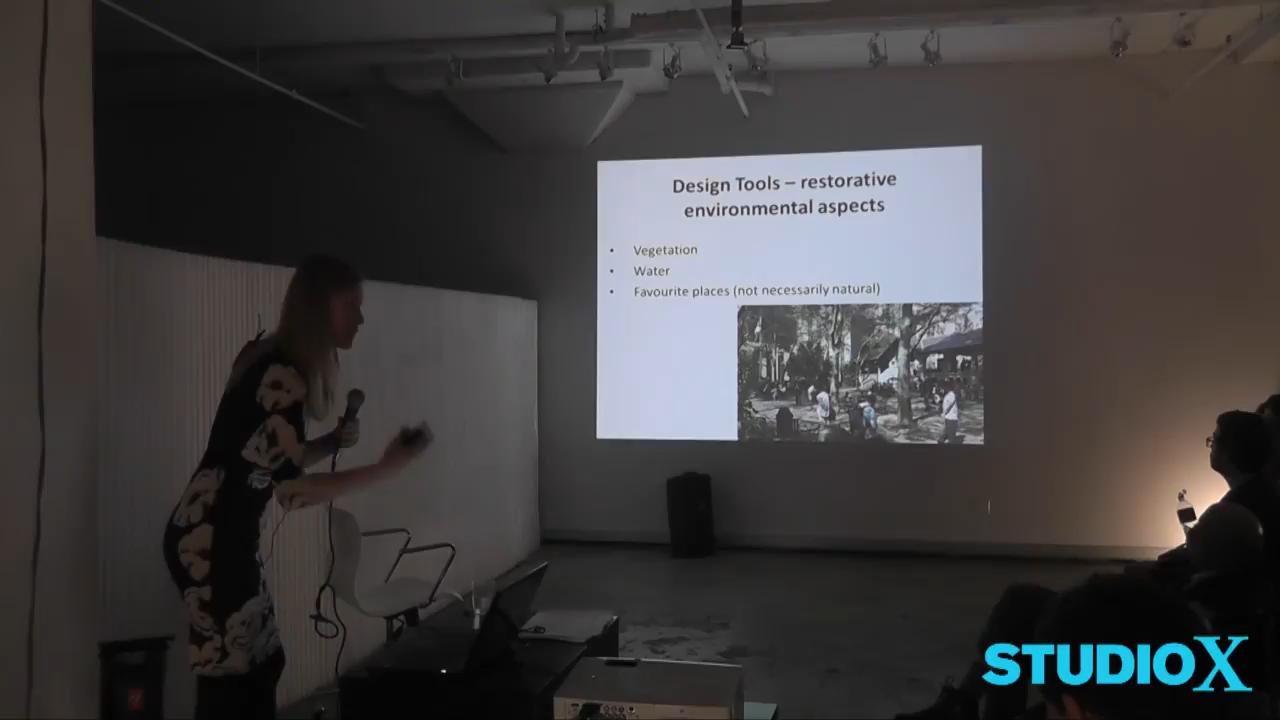 Design Tools – restorative
environmental aspects
• Vegetation
• Water
• Favourite places (not necessarily natural)
STUDIOX